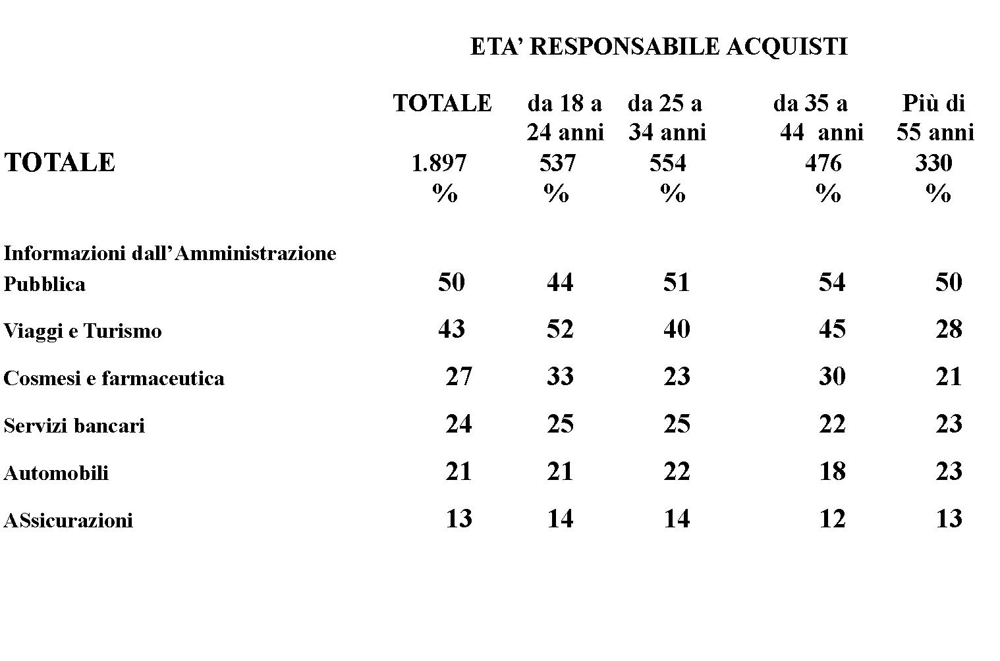 ETA’ RESPONSABILE ACQUISTI
TOTALE da 18 a da 25 a da 35 a Più di
24 anni 34 anni 44 anni 55 anni
TOTALE 1.897 537 554 476 330
% % % % %
Informazioni dall’Amministrazione
Pubblica 50 44 51 54 50
Viaggi e Turismo 43 52 40 45 28
Cosmesi e farmaceutica 27 33 23 30 21
Servizi bancari 24 25 25 22 23
Automobili 21 21 22 18 23
ASsicurazioni 13 14 14 12 13